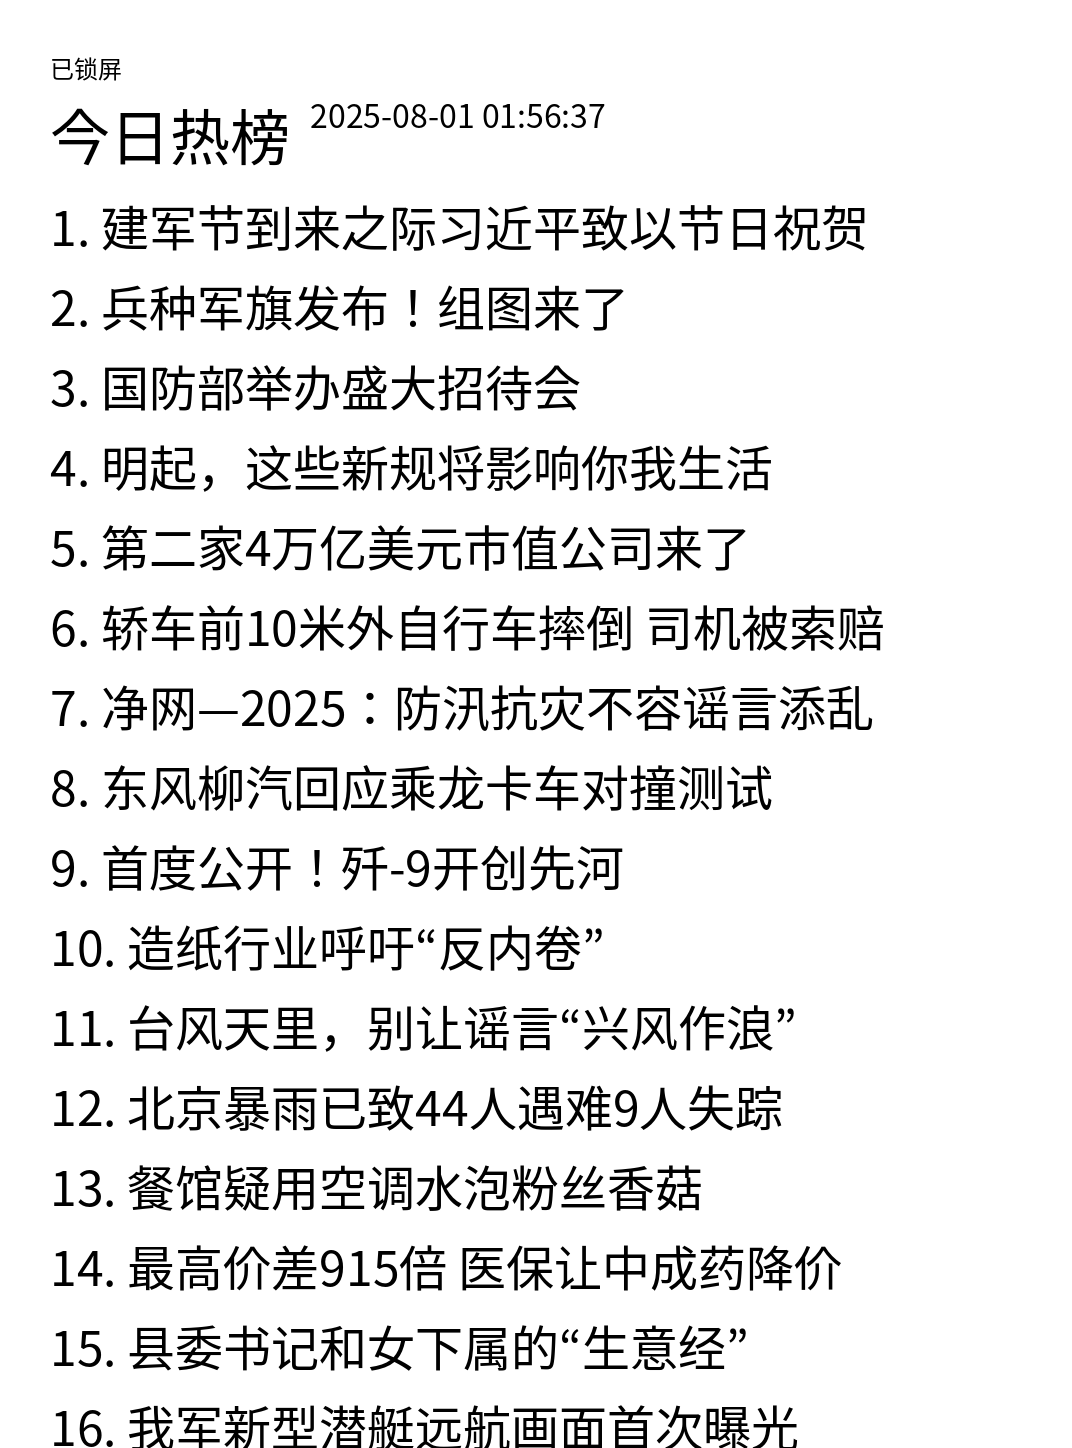 已锁屏
今日热榜 2025-08-01 01:56:37
1. 建军节到来之际习近平致以节日祝贺
2. 兵种军旗发布！组图来了
3. 国防部举办盛大招待会
4. 明起，这些新规将影响你我生活
5. 第二家4万亿美元市值公司来了
6. 轿车前10米外自行车摔倒 司机被索赔
7. 净网—2025：防汛抗灾不容谣言添乱
8. 东风柳汽回应乘龙卡车对撞测试
9. 首度公开！歼-9开创先河
10. 造纸行业呼吁“反内卷”
11. 台风天里，别让谣言“兴风作浪”
12. 北京暴雨已致44人遇难9人失踪
13. 餐馆疑用空调水泡粉丝香菇
14. 最高价差915倍 医保让中成药降价
15. 县委书记和女下属的“生意经”
16. 我军新型潜艇远航画面首次曝光